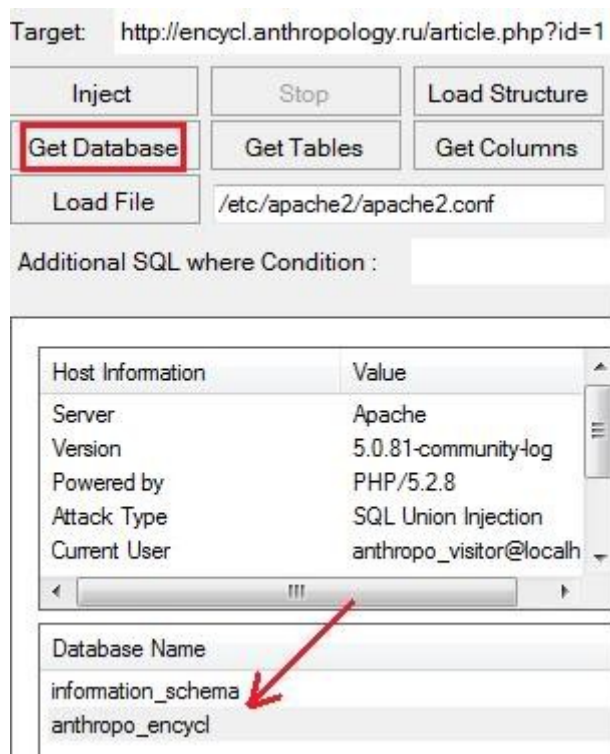 Target: http://encycl.anthropology.ru/article.php?id=1
Inject Stop Load Structure
Get Database Get Tables Get Columns
Load File /etc/apache2/apache2.conf
Additional SQL where Condition :
Host Information Value
Server Apache
Version 5.0.81-community-log
Powered by PHP/5.2.8
Attack Type SQL Union Injection
Current User anthropo_visitor@localh
Database Name
information_schema
anthropo_encycl